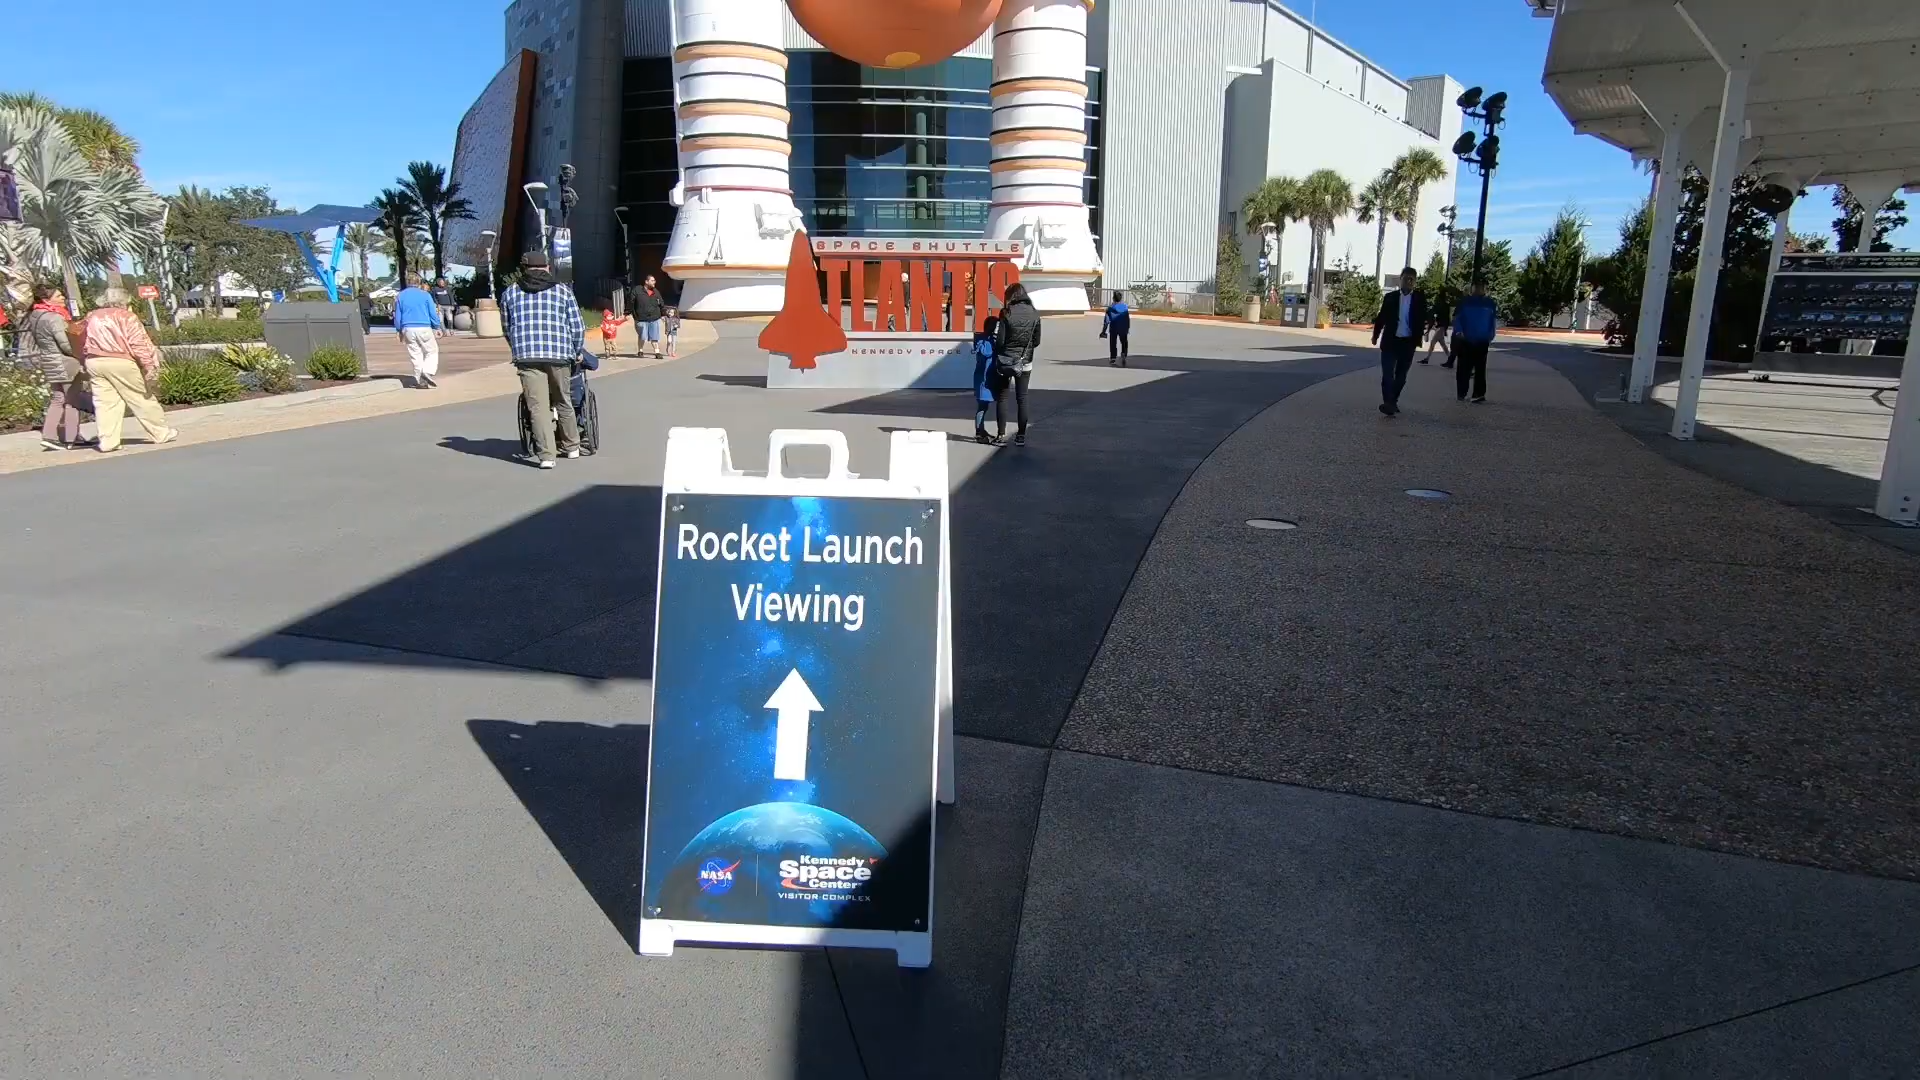 SPACE SHUTTLE
ATLANTIS
KENNEDY SPACE
Rocket Launch
Viewing
NASA
Kennedy
Space
Center
VISITOR COMPLEX